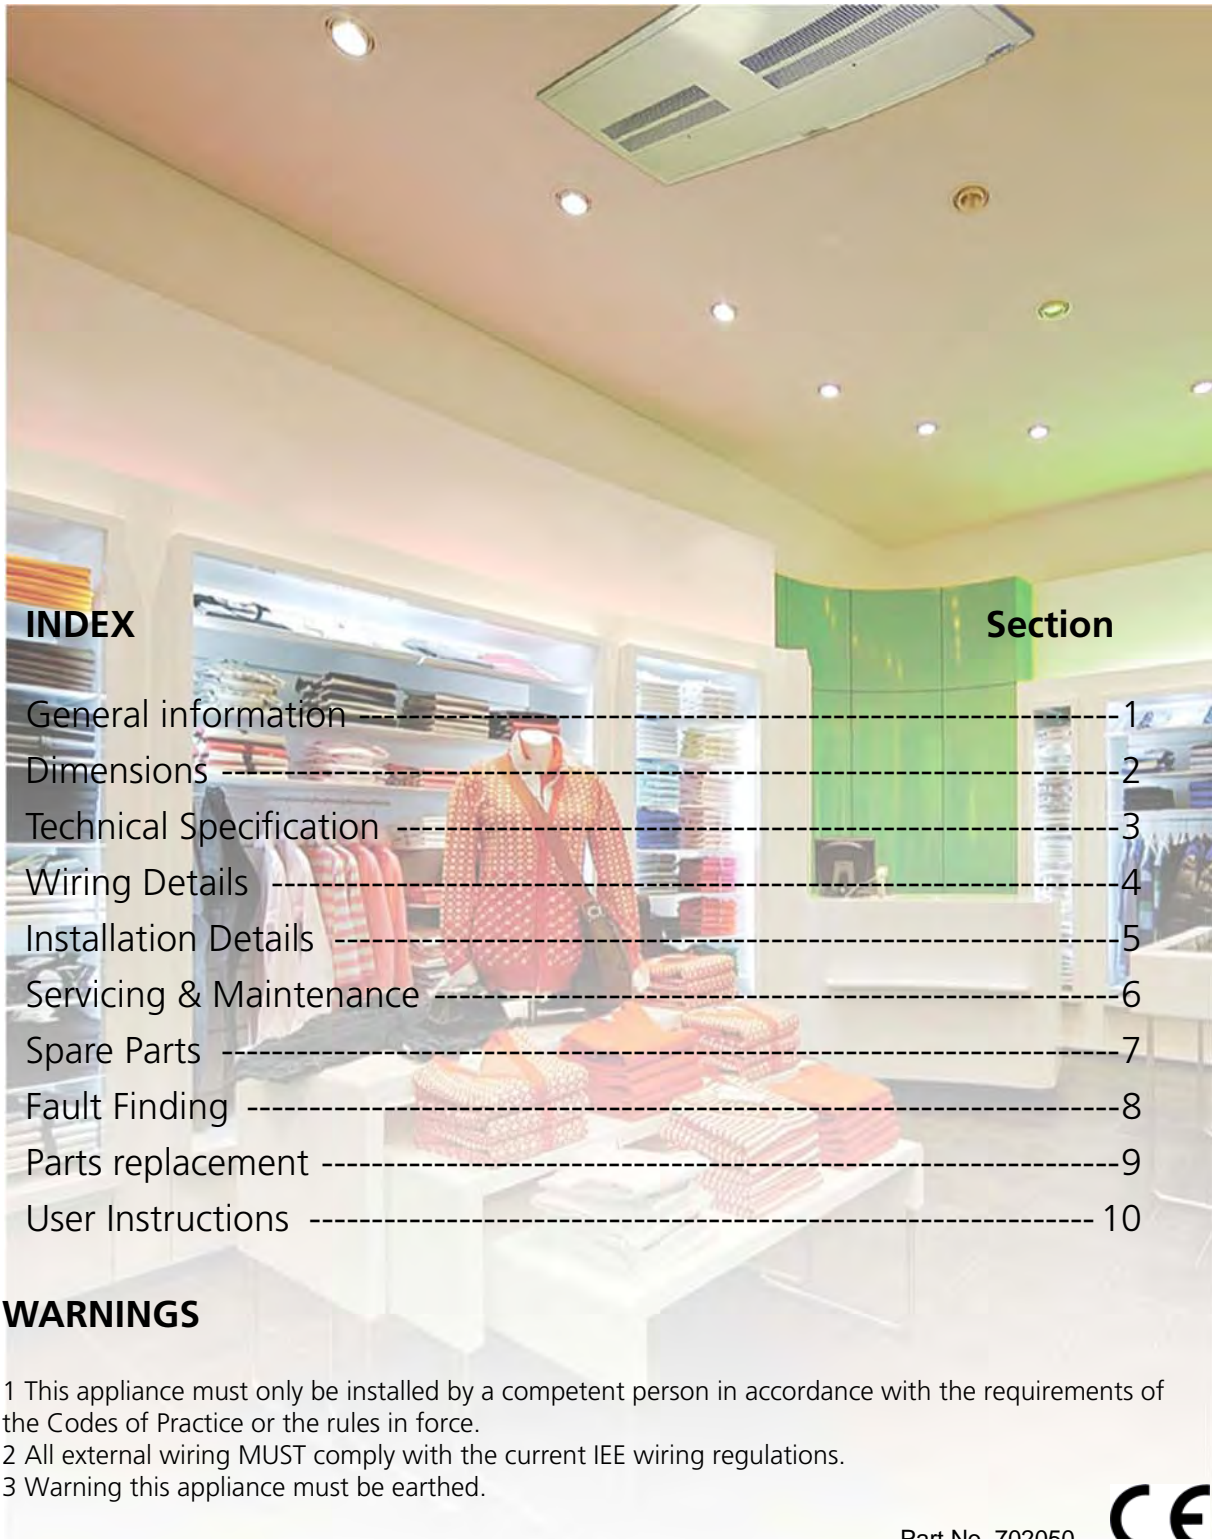 INDEX Section
General information -------------------------------------------------------------1
Dimensions ------------------------------------------------------------------------2
Technical Specification ----------------------------------------------------------3
Wiring Details --------------------------------------------------------------------4
Installation Details ---------------------------------------------------------------5
Servicing & Maintenance -------------------------------------------------------6
Spare Parts ------------------------------------------------------------------------7
Fault Finding ----------------------------------------------------------------------8
Parts replacement ----------------------------------------------------------------9
User Instructions --------------------------------------------------------------- 10
WARNINGS
1 This appliance must only be installed by a competent person in accordance with the requirements of
the Codes of Practice or the rules in force.
2 All external wiring MUST comply with the current IEE wiring regulations.
3 Warning this appliance must be earthed.
Part No. 702050
CE